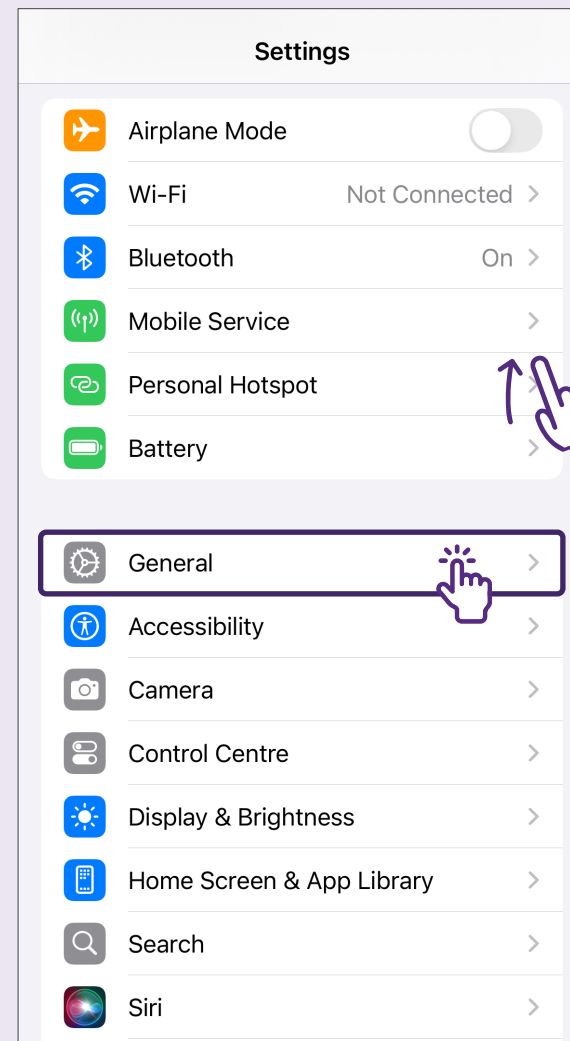 Settings
Airplane Mode
Wi-Fi Not Connected
Bluetooth On
Mobile Service
Personal Hotspot
Battery
General
Accessibility
Camera
Control Centre
Display & Brightness
Home Screen & App Library
Search
Siri